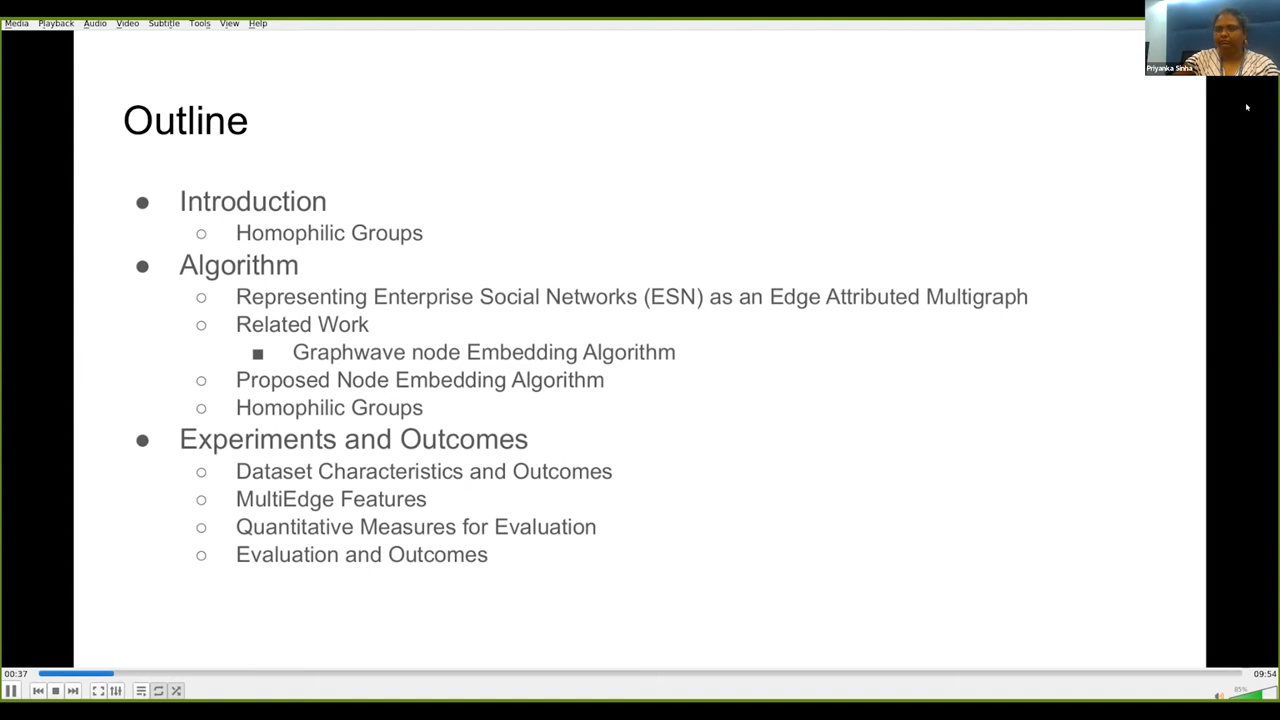 Media Playback Audio Video Subtitle Tools View Help
Priyanka Sinha
Outline
● Introduction
○ Homophilic Groups
● Algorithm
○ Representing Enterprise Social Networks (ESN) as an Edge Attributed Multigraph
○ Related Work
■ Graphwave node Embedding Algorithm
○ Proposed Node Embedding Algorithm
○ Homophilic Groups
● Experiments and Outcomes
○ Dataset Characteristics and Outcomes
○ MultiEdge Features
○ Quantitative Measures for Evaluation
○ Evaluation and Outcomes
00:37 09:54
85%